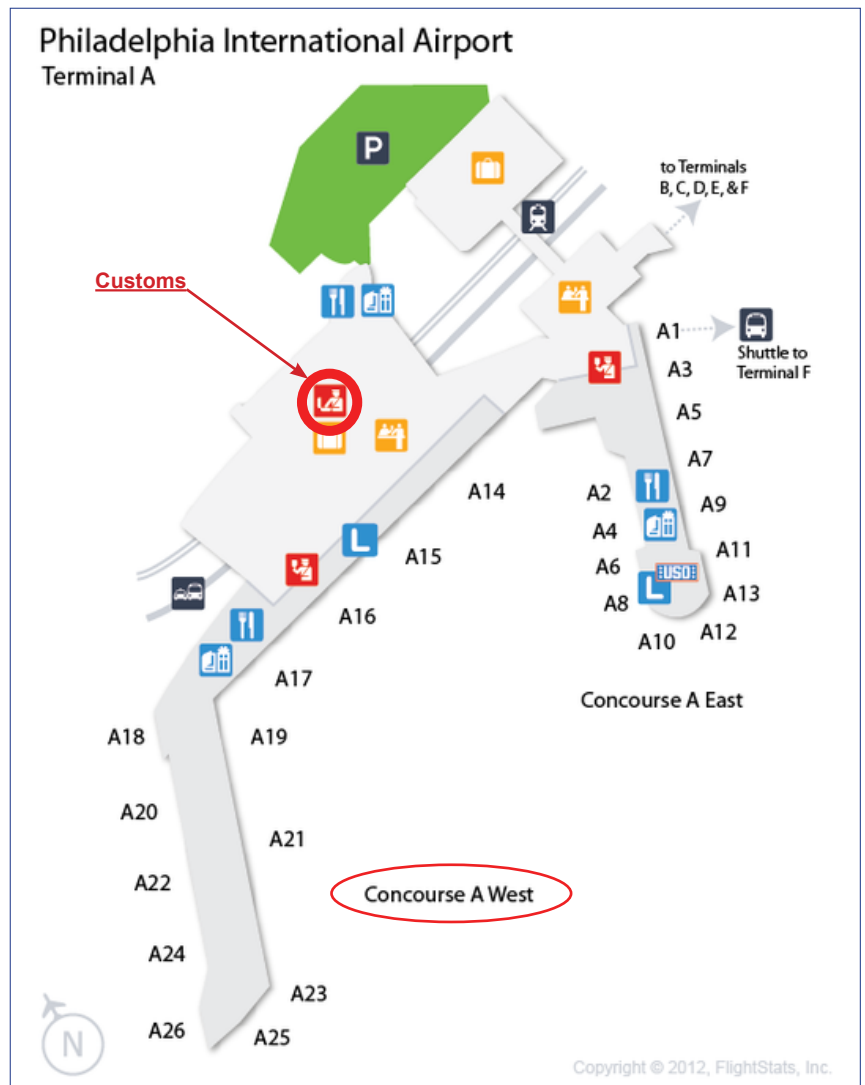 Philadelphia International Airport
Terminal A
P
to Terminals
B, C, D, E, & F
Customs
A1
Shuttle to
Terminal F
A3
A5
A7
A14
A2
A9
A4
L
A15
A11
A6
USO
A13
L
A8
A16
A12
A10
A17
Concourse A East
A18
A19
A20
A21
A22
Concourse A West
A24
A23
A26
A25
N
Copyright © 2012, FlightStats, Inc.